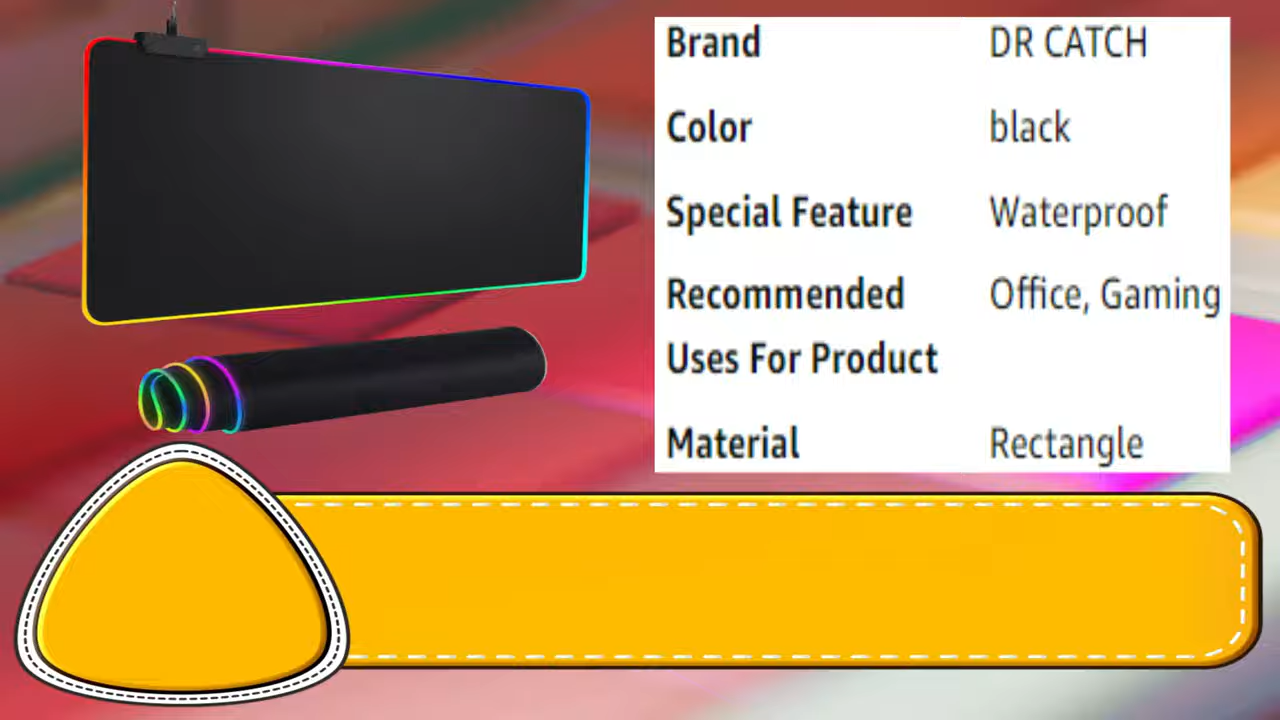 Brand DR CATCH
Color black
Special Feature Waterproof
Recommended Office, Gaming
Uses For Product
Material Rectangle